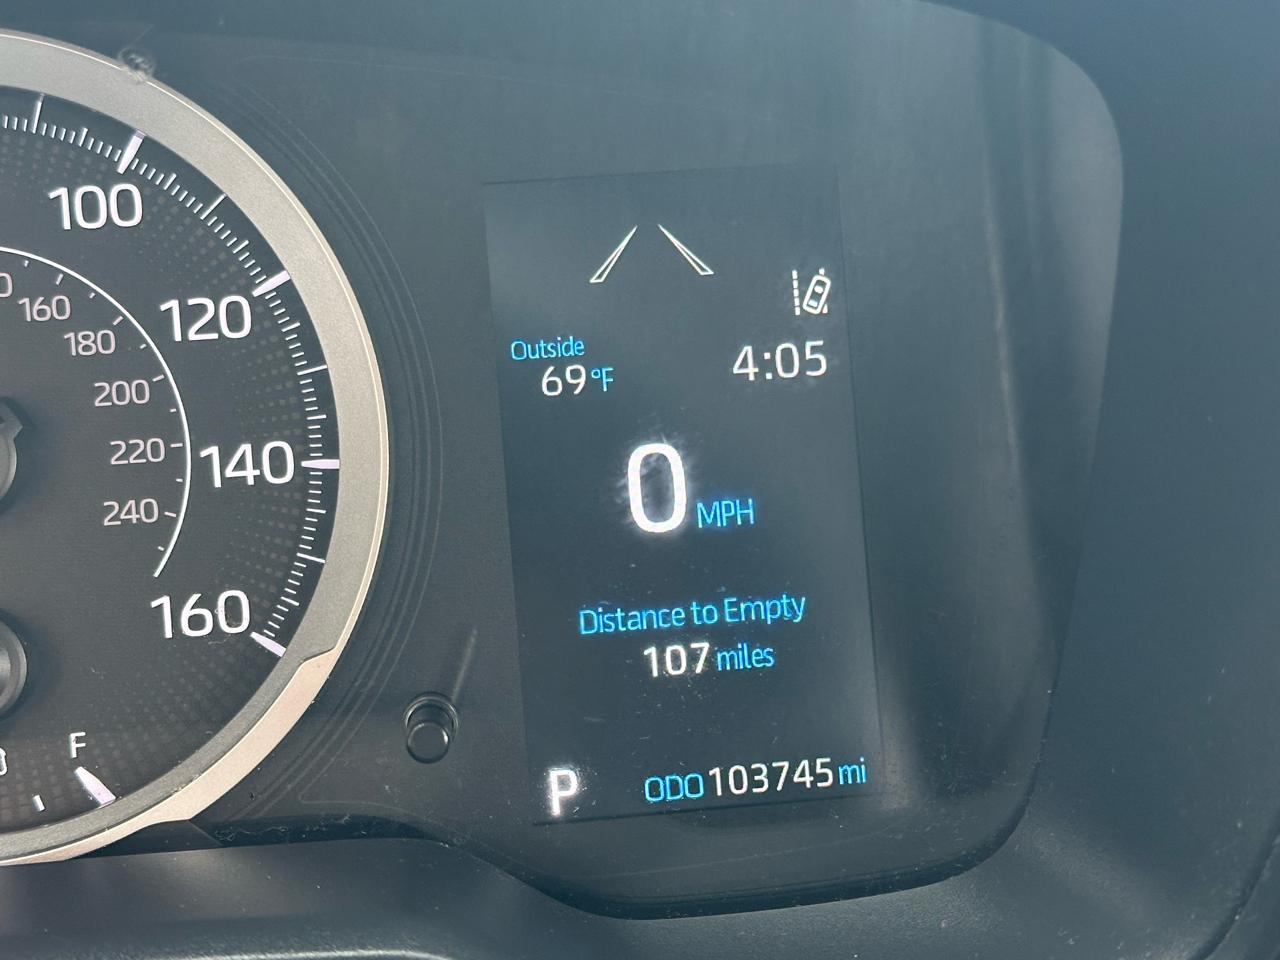 100
120
140
160
160
180
200
220
240
F
Outside
69°F
4:05
0 MPH
Distance to Empty
107 miles
P
ODO 103745 mi